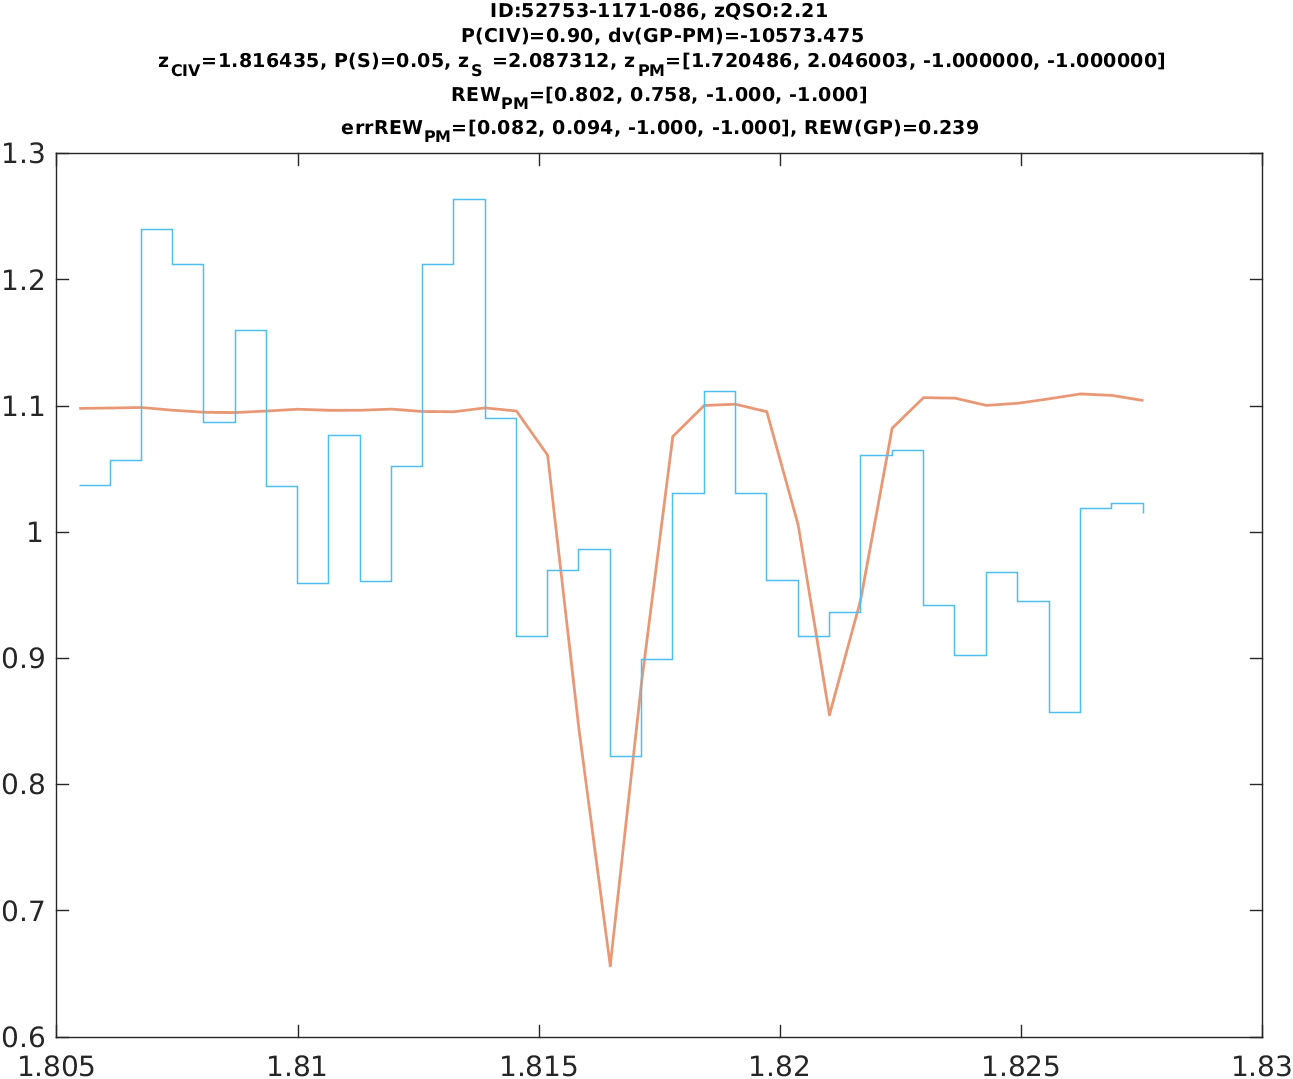 ID:52753-1171-086, zQSO:2.21
P(CIV)=0.90, dv(GP-PM)=-10573.475
zCIV=1.816435, P(S)=0.05, zS =2.087312, zPM=[1.720486, 2.046003, -1.000000, -1.000000]
REWPM=[0.802, 0.758, -1.000, -1.000]
errREWPM=[0.082, 0.094, -1.000, -1.000], REW(GP)=0.239
1.3
1.2
1.1
1
0.9
0.8
0.7
0.6
1.805 1.81 1.815 1.82 1.825 1.83